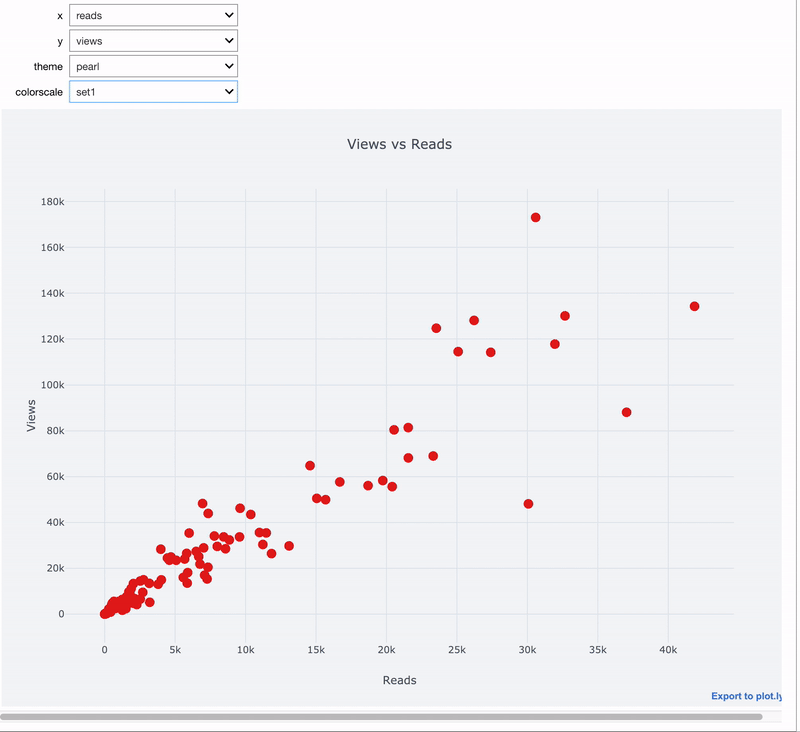 x reads
y views
theme pearl
colorscale set1
Views vs Reads
180k
160k
140k
120k
100k
80k
60k
40k
20k
0
Views
0 5k 10k 15k 20k 25k 30k 35k 40k
Reads
Export to plot.ly